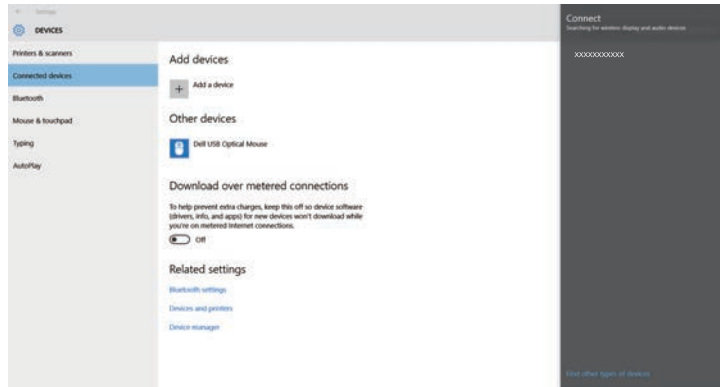 Settings
DEVICES
Printers & scanners
Connected devices
Bluetooth
Mouse & touchpad
Typing
AutoPlay
Add devices
Add a device
Other devices
Dell USB Optical Mouse
Download over metered connections
To help prevent extra charges, keep this off so device software
(drivers, info, and apps) for new devices won't download while
you're on metered Internet connections.
Off
Related settings
Bluetooth settings
Devices and printers
Device manager
Connect
Searching for wireless display and audio devices
xxxxxxxxxxx
Find other types of devices